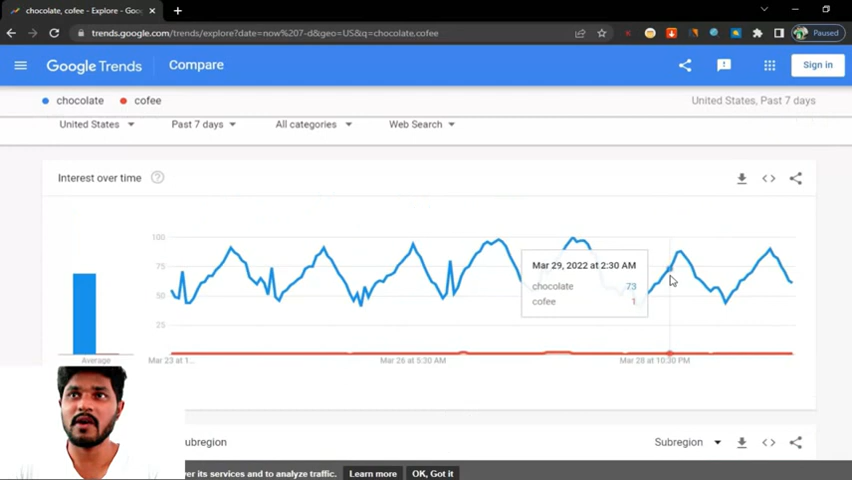 chocolate, cofee - Explore - Goo
trends.google.com/trends/explore?date=now%207-d&geo=US&q=chocolate,cofee
Paused
Google Trends
Compare
Sign in
chocolate cofee
United States, Past 7 days
United States Past 7 days All categories Web Search
Interest over time
100
75
50
25
Average
Mar 23 at 1...
Mar 26 at 5:30 AM
Mar 28 at 10:30 PM
Mar 29, 2022 at 2:30 AM
chocolate 73
cofee 1
ubregion
Subregion
er its services and to analyze traffic. Learn more OK, Got it